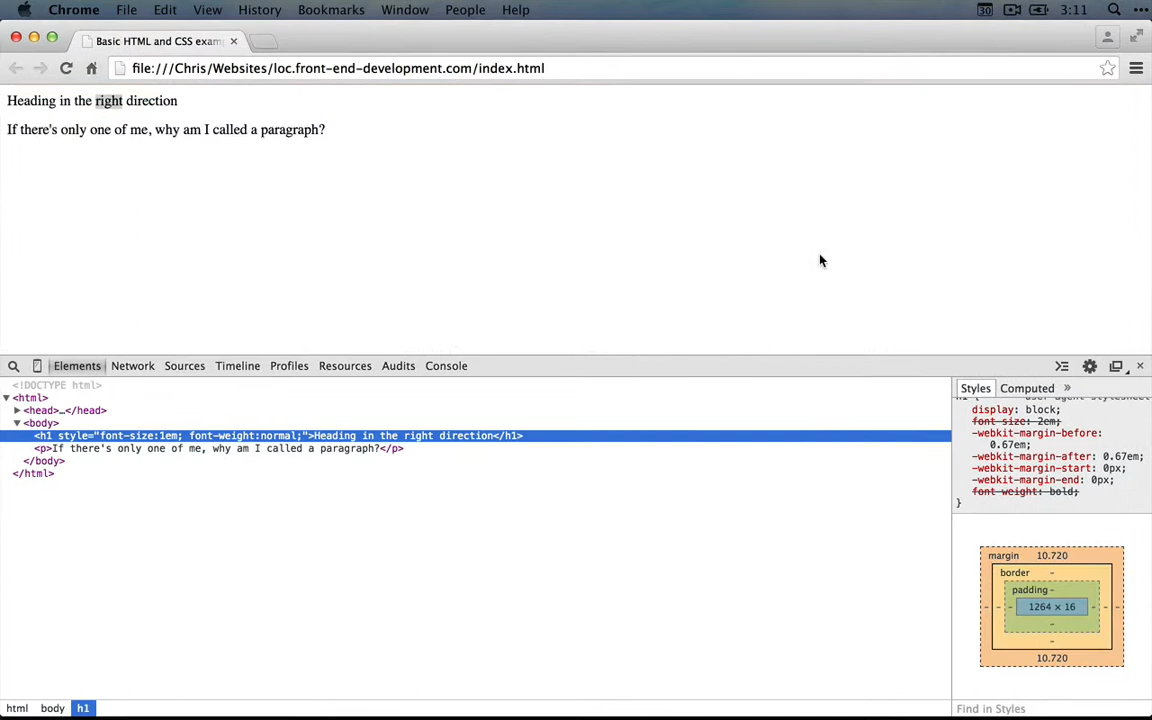 Chrome File Edit View History Bookmarks Window People Help 30 3:11
Basic HTML and CSS exam
file:///Chris/Websites/loc.front-end-development.com/index.html
Heading in the right direction
If there's only one of me, why am I called a paragraph?
Elements Network Sources Timeline Profiles Resources Audits Console
<!DOCTYPE html>
<html>
<head>…</head>
<body>
<h1 style="font-size:1em; font-weight:normal;">Heading in the right direction</h1>
<p>If there's only one of me, why am I called a paragraph?</p>
</body>
</html>
html body h1
Styles Computed »
h1 { user agent stylesheet
display: block;
font-size: 2em;
-webkit-margin-before:
0.67em;
-webkit-margin-after: 0.67em;
-webkit-margin-start: 0px;
-webkit-margin-end: 0px;
font-weight: bold;
}
margin 10.720
border -
padding -
- - - 1264 × 16 - - -
-
-
10.720
Find in Styles